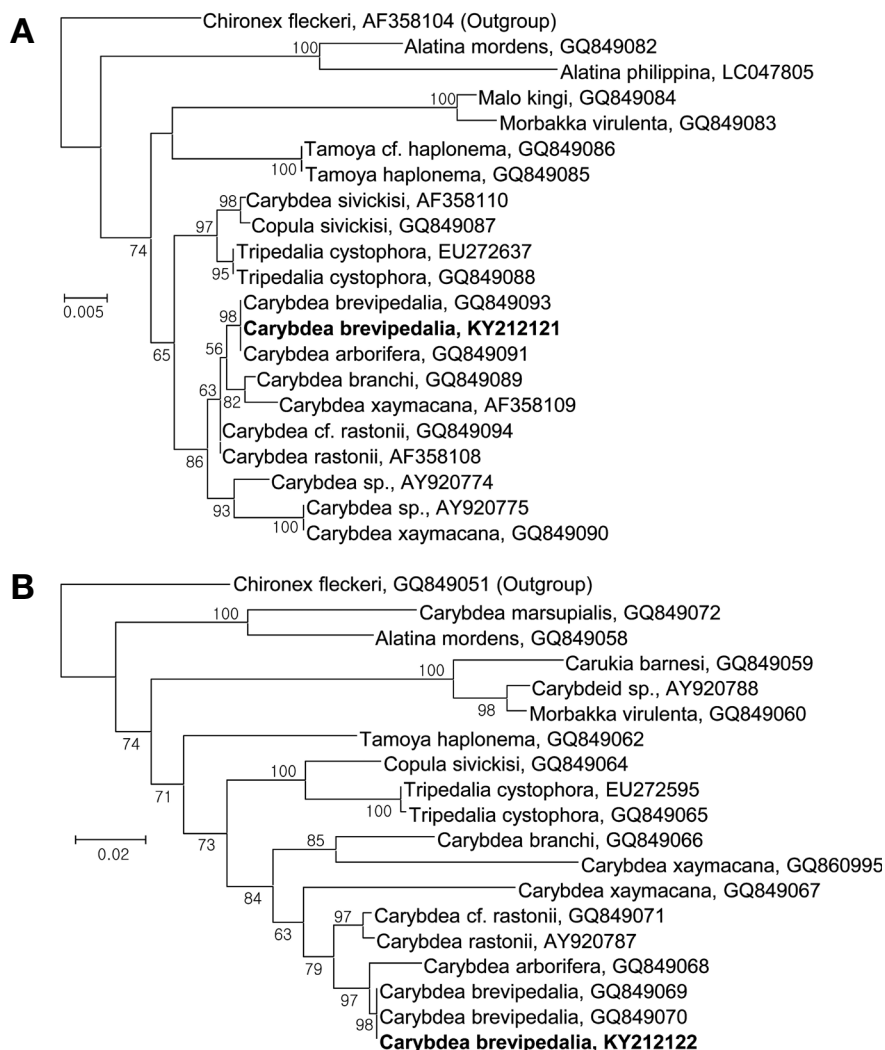 A
Chironex fleckeri, AF358104 (Outgroup)
100
Alatina mordens, GQ849082
Alatina philippina, LC047805
100
Malo kingi, GQ849084
Morbakka virulenta, GQ849083
Tamoya cf. haplonema, GQ849086
100
Tamoya haplonema, GQ849085
98
Carybdea sivickisi, AF358110
97
Copula sivickisi, GQ849087
74
Tripedalia cystophora, EU272637
95
Tripedalia cystophora, GQ849088
0.005
Carybdea brevipedalia, GQ849093
98
Carybdea brevipedalia, KY212121
65
56
Carybdea arborifera, GQ849091
Carybdea branchi, GQ849089
63
82
Carybdea xaymacana, AF358109
Carybdea cf. rastonii, GQ849094
86
Carybdea rastonii, AF358108
Carybdea sp., AY920774
93
Carybdea sp., AY920775
100
Carybdea xaymacana, GQ849090
B
Chironex fleckeri, GQ849051 (Outgroup)
100
Carybdea marsupialis, GQ849072
Alatina mordens, GQ849058
100
Carukia barnesi, GQ849059
Carybdeid sp., AY920788
98
Morbakka virulenta, GQ849060
74
Tamoya haplonema, GQ849062
100
Copula sivickisi, GQ849064
71
Tripedalia cystophora, EU272595
100
Tripedalia cystophora, GQ849065
0.02
73
85
Carybdea branchi, GQ849066
Carybdea xaymacana, GQ860995
84
Carybdea xaymacana, GQ849067
63
97
Carybdea cf. rastonii, GQ849071
Carybdea rastonii, AY920787
79
Carybdea arborifera, GQ849068
97
Carybdea brevipedalia, GQ849069
Carybdea brevipedalia, GQ849070
98
Carybdea brevipedalia, KY212122